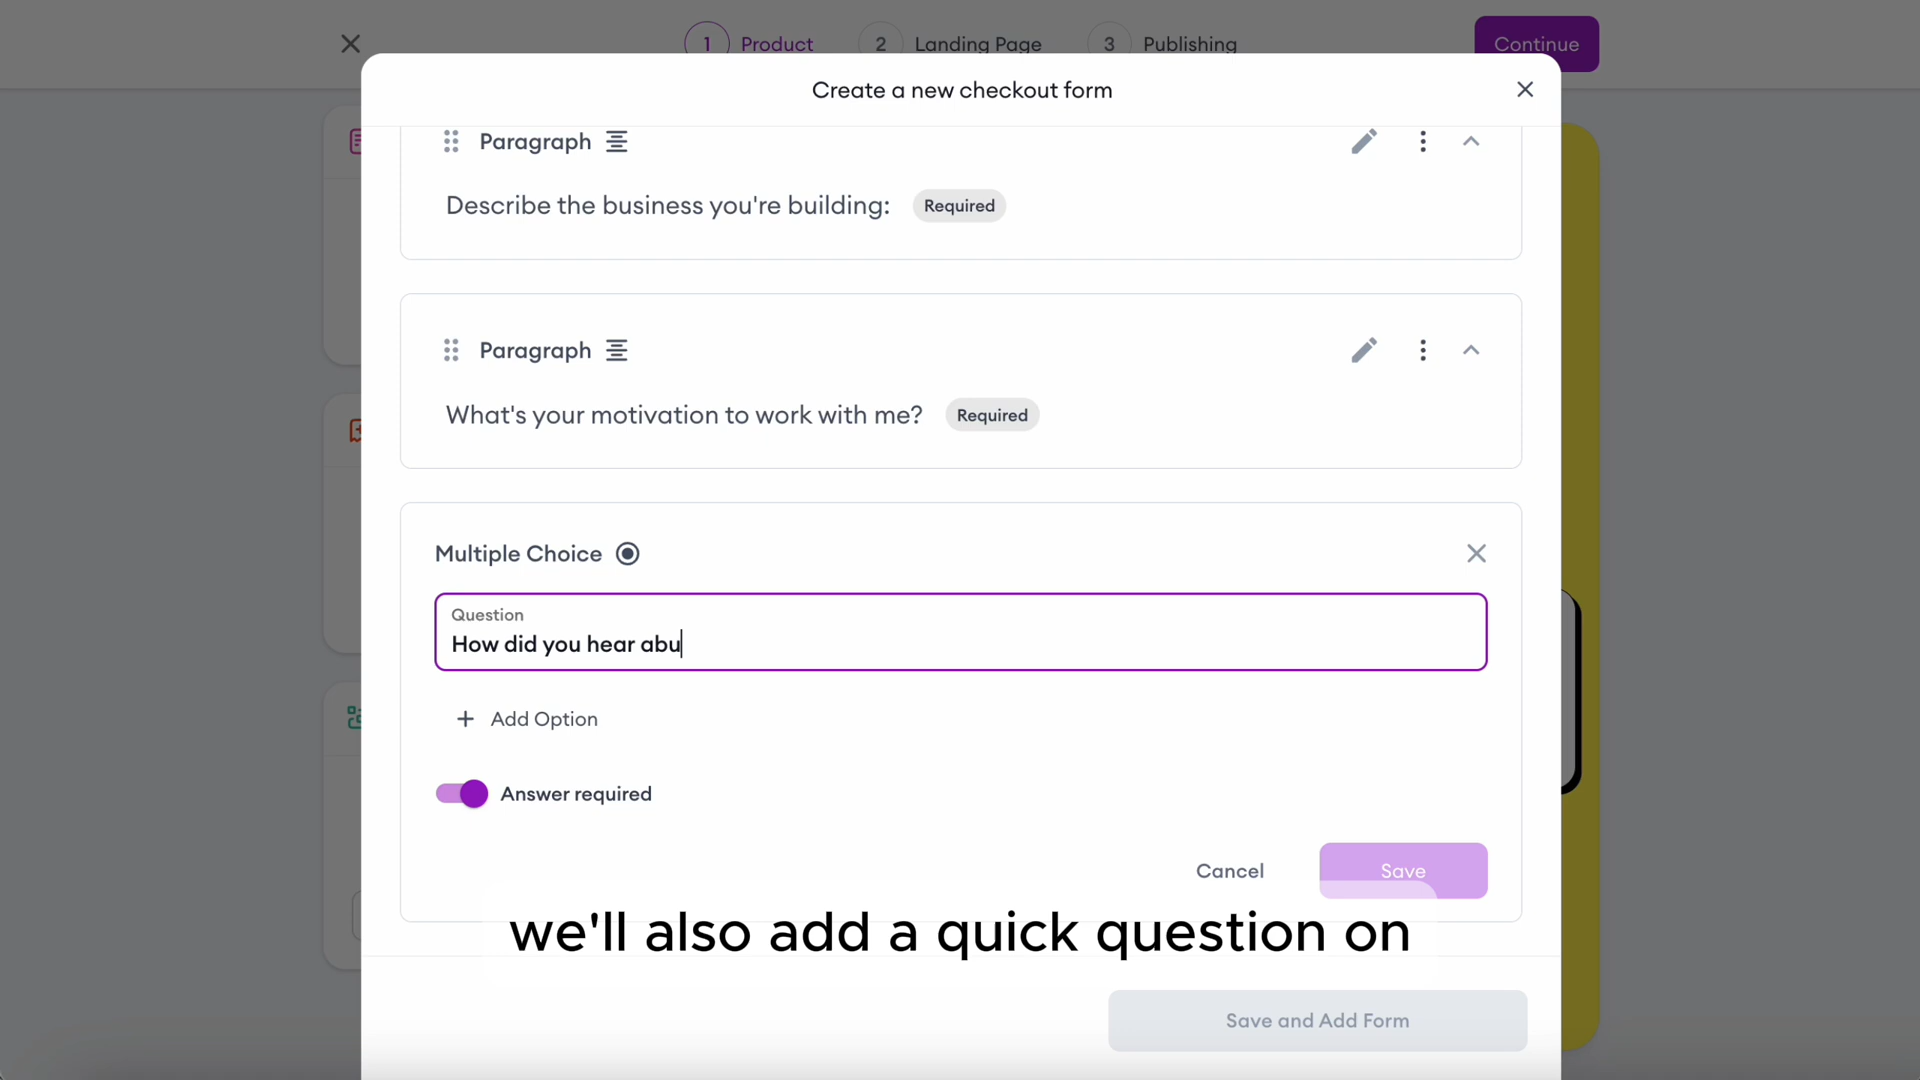 1 Product 2 Landing Page 3 Publishing Continue
Create a new checkout form
Paragraph
Describe the business you're building: Required
Paragraph
What's your motivation to work with me? Required
Multiple Choice
Question
How did you hear abu
+ Add Option
Answer required
Cancel Save
we'll also add a quick question on
Save and Add Form